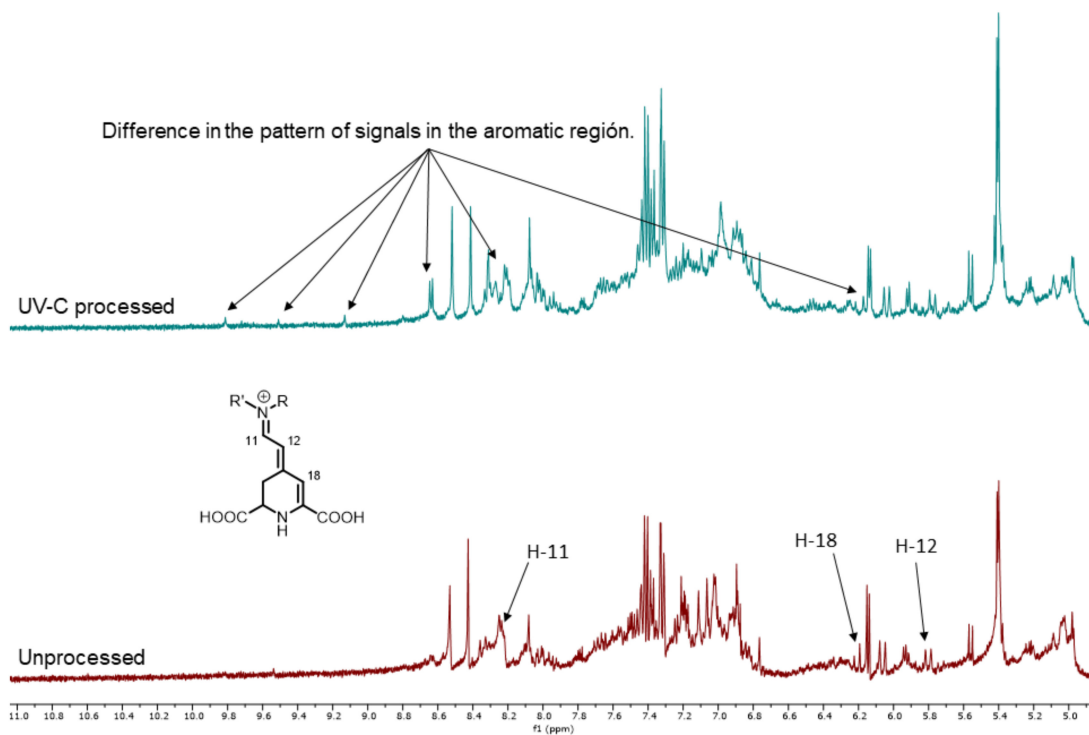 Difference in the pattern of signals in the aromatic región.
UV-C processed
R' N ⊕ R
11 12
18
HOOC N H COOH
H-11
H-18
H-12
Unprocessed
11.0 10.8 10.6 10.4 10.2 10.0 9.8 9.6 9.4 9.2 9.0 8.8 8.6 8.4 8.2 8.0 7.8 7.6 7.4 7.2 7.0 6.8 6.6 6.4 6.2 6.0 5.8 5.6 5.4 5.2 5.0
f1 (ppm)